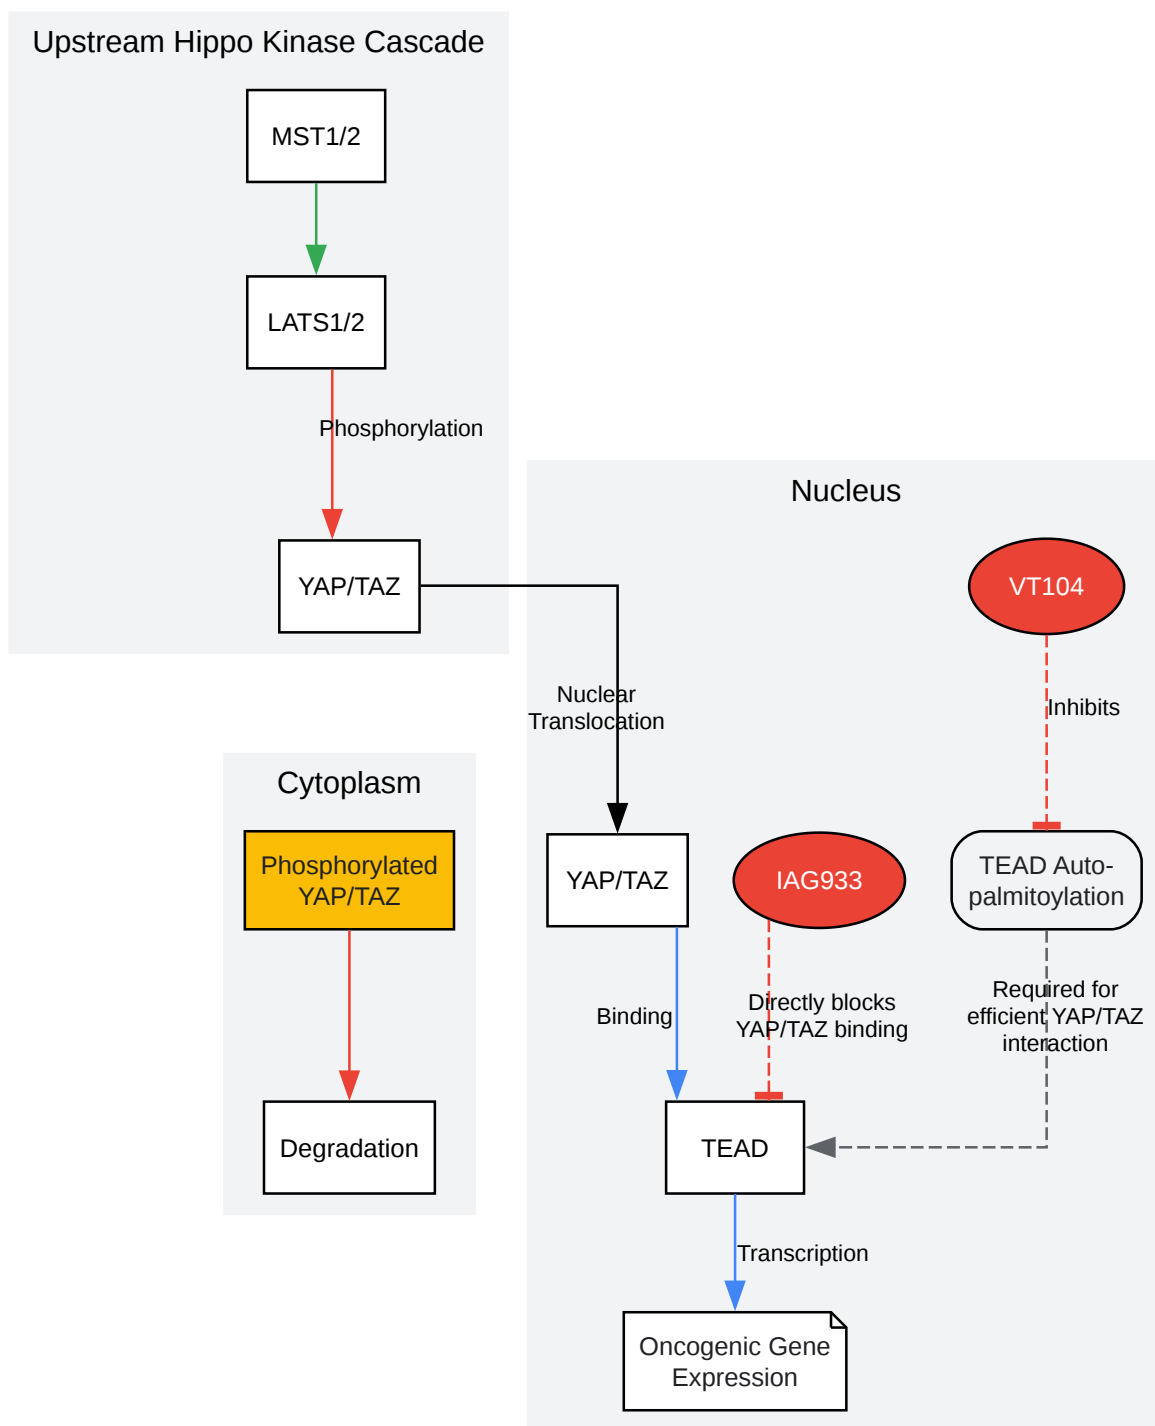 Upstream Hippo Kinase Cascade
MST1/2
LATS1/2
Phosphorylation
YAP/TAZ
Nucleus
VT104
Nuclear
Translocation
Inhibits
Cytoplasm
Phosphorylated
YAP/TAZ
YAP/TAZ
IAG933
TEAD Auto-
palmitoylation
Binding
Directly blocks
YAP/TAZ binding
Required for
efficient YAP/TAZ
interaction
Degradation
TEAD
Transcription
Oncogenic Gene
Expression